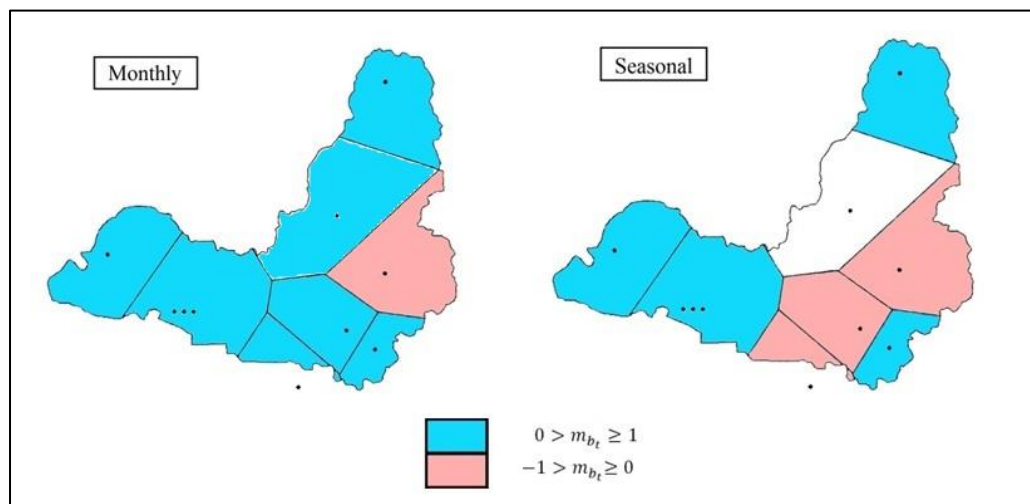 Monthly
Seasonal
0 > m_{b_t} ≥ 1
−1 > m_{b_t} ≥ 0